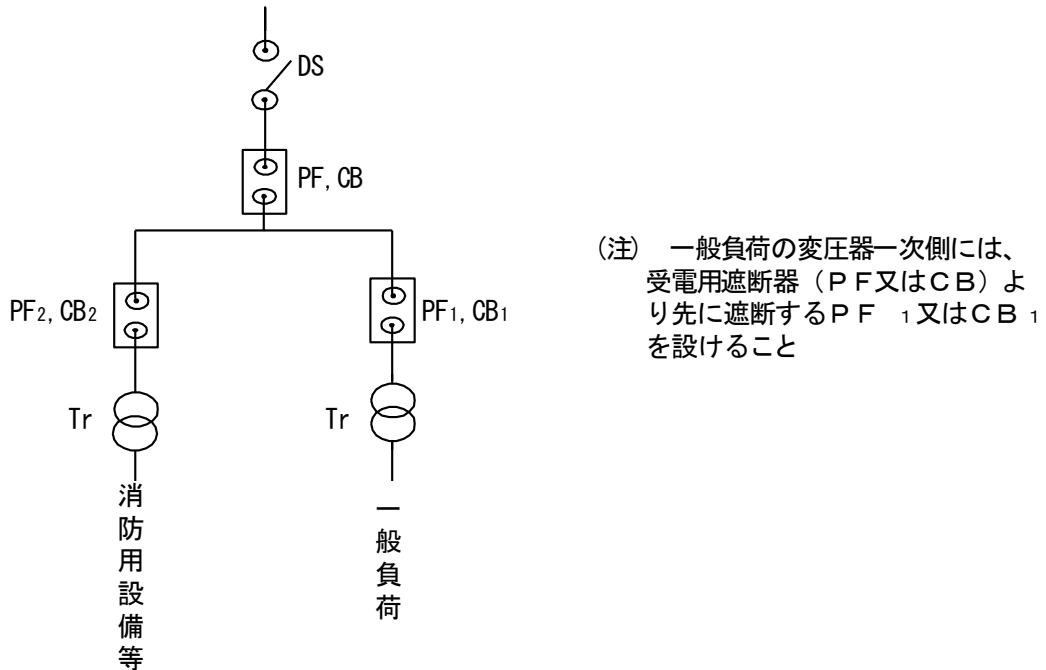 DS
PF, CB
PF₂, CB₂
PF₁, CB₁
Tr
Tr
消防用設備等
一般負荷
(注) 一般負荷の変圧器一次側には、
受電用遮断器（ＰＦ又はＣＢ）よ
り先に遮断するＰＦ ₁又はＣＢ ₁
を設けること